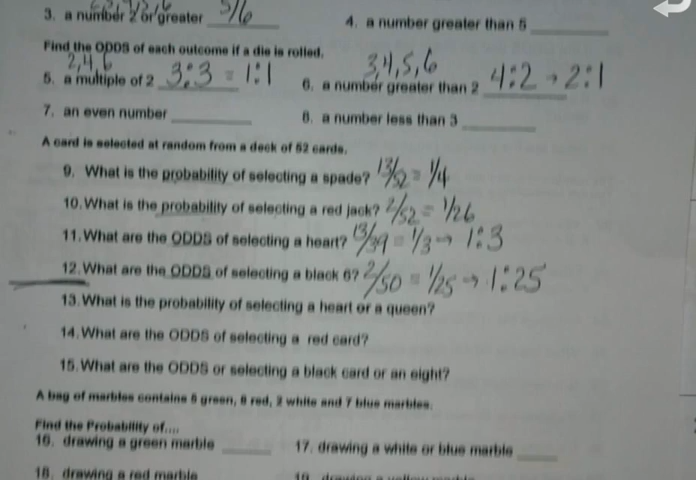 3. a number 2 or greater 5/6
4. a number greater than 5
Find the ODDS of each outcome if a die is rolled.
2,4,6
3,4,5,6
5. a multiple of 2 3:3 = 1:1
6. a number greater than 2 4:2 → 2:1
7. an even number
8. a number less than 3
A card is selected at random from a deck of 52 cards.
9. What is the probability of selecting a spade? 13/52 = 1/4
10. What is the probability of selecting a red jack? 2/52 = 1/26
11. What are the ODDS of selecting a heart? 13/39 = 1/3 → 1:3
12. What are the ODDS of selecting a black 6? 2/50 = 1/25 → 1:25
13. What is the probability of selecting a heart or a queen?
14. What are the ODDS of selecting a red card?
15. What are the ODDS or selecting a black card or an eight?
A bag of marbles contains green, red, 2 white and 7 blue marbles.
Find the Probability of....
16. drawing a green marble
17. drawing a white or blue marble
18. drawing a red marble
19. drawing a yellow marble